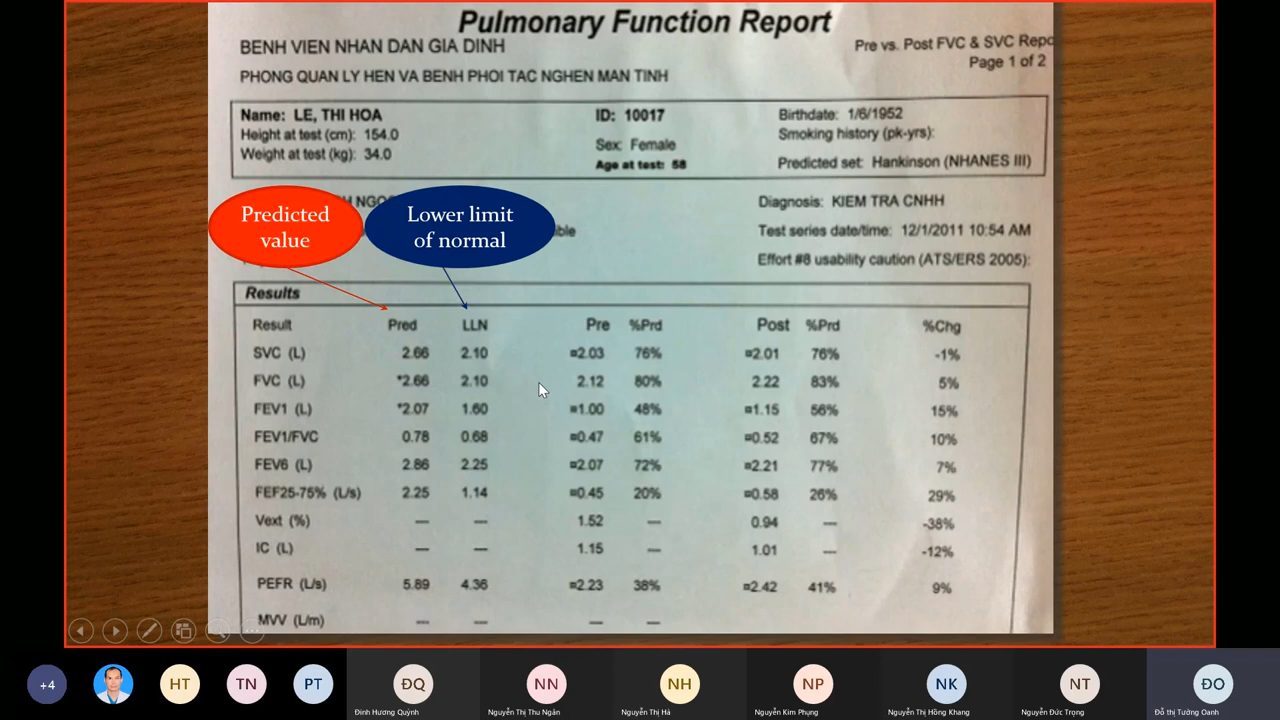 Pulmonary Function Report
BENH VIEN NHAN DAN GIA DINH
Pre vs. Post FVC & SVC Repo
PHONG QUAN LY HEN VA BENH PHOI TAC NGHEN MAN TINH
Page 1 of 2
Name: LE, THI HOA ID: 10017 Birthdate: 1/6/1952
Height at test (cm): 154.0 Sex: Female Smoking history (pk-yrs):
Weight at test (kg): 34.0 Age at test: 58 Predicted set: Hankinson (NHANES III)
Diagnosis: KIEM TRA CNHH
Predicted
value
Lower limit
of normal
Test series date/time: 12/1/2011 10:54 AM
Effort #8 usability caution (ATS/ERS 2005):
Results
Result Pred LLN Pre %Prd Post %Prd %Chg
SVC (L) 2.66 2.10 ¤2.03 76% ¤2.01 76% -1%
FVC (L) *2.66 2.10 2.12 80% 2.22 83% 5%
FEV1 (L) *2.07 1.60 ¤1.00 48% ¤1.15 56% 15%
FEV1/FVC 0.78 0.68 ¤0.47 61% ¤0.52 67% 10%
FEV6 (L) 2.86 2.25 ¤2.07 72% ¤2.21 77% 7%
FEF25-75% (L/s) 2.25 1.14 ¤0.45 20% ¤0.58 26% 29%
Vext (%) — — 1.52 — 0.94 — -38%
IC (L) — — 1.15 — 1.01 — -12%
PEFR (L/s) 5.89 4.36 ¤2.23 38% ¤2.42 41% 9%
MVV (L/m) — — — —
+4 HT TN PT ĐQ NN NH NP NK NT ĐO
Đinh Hương Quỳnh Nguyễn Thị Thu Ngân Nguyễn Thị Hà Nguyễn Kim Phụng Nguyễn Thị Hồng Khang Nguyễn Đức Trọng Đỗ thị Tường Oanh